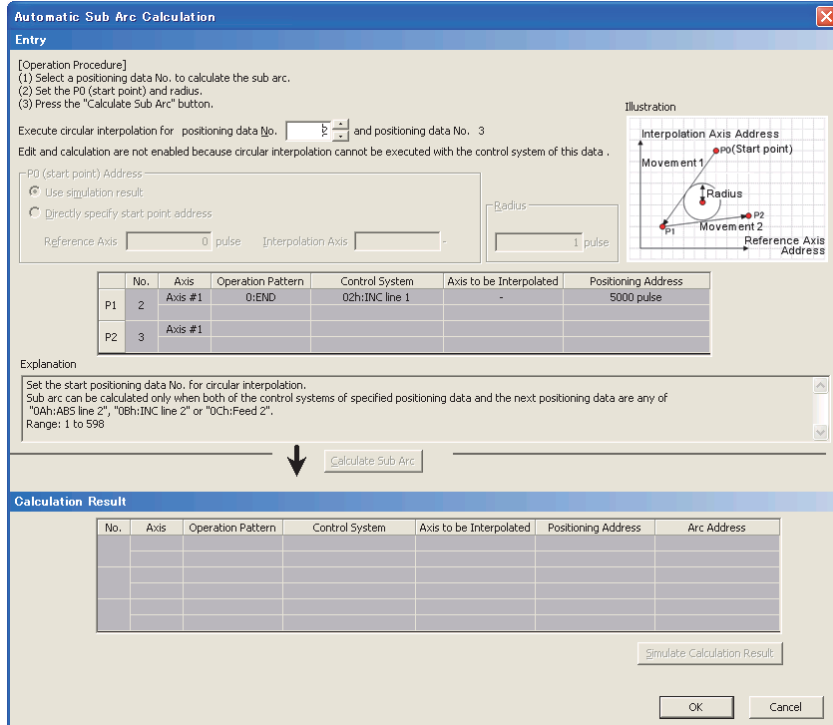 Automatic Sub Arc Calculation
Entry
[Operation Procedure]
(1) Select a positioning data No. to calculate the sub arc.
(2) Set the P0 (start point) and radius.
(3) Press the "Calculate Sub Arc" button.
Execute circular interpolation for positioning data No. 2 and positioning data No. 3
Edit and calculation are not enabled because circular interpolation cannot be executed with the control system of this data .
P0 (start point) Address
Use simulation result
Directly specify start point address
Reference Axis 0 pulse Interpolation Axis -
Radius
1 pulse
Illustration
Interpolation Axis Address
P0(Start point)
Movement1
Radius
P2
P1
Movement2
Reference Axis
Address
No. Axis Operation Pattern Control System Axis to be Interpolated Positioning Address
P1 2 Axis #1 0:END 02h:INC line 1 - 5000 pulse
P2 3 Axis #1
Explanation
Set the start positioning data No. for circular interpolation.
Sub arc can be calculated only when both of the control systems of specified positioning data and the next positioning data are any of
"0Ah:ABS line 2", "0Bh:INC line 2" or "0Ch:Feed 2".
Range: 1 to 598
Calculate Sub Arc
Calculation Result
No. Axis Operation Pattern Control System Axis to be Interpolated Positioning Address Arc Address
Simulate Calculation Result
OK Cancel